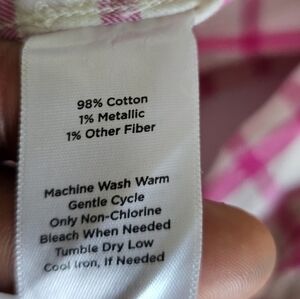 98% Cotton
1% Metallic
1% Other Fiber
Machine Wash Warm
Gentle Cycle
Only Non-Chlorine
Bleach When Needed
Tumble Dry Low
Cool Iron, If Needed